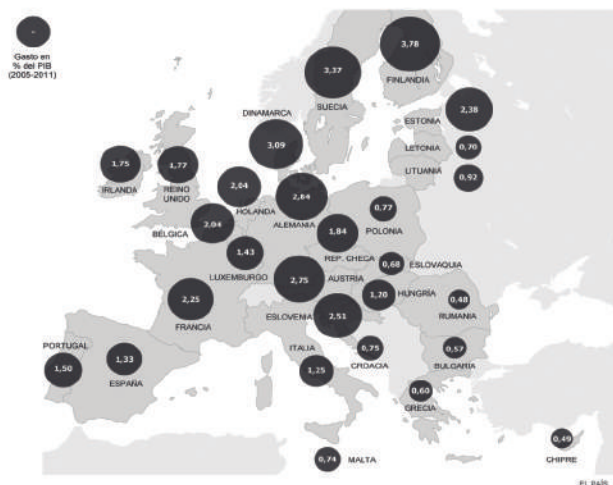 -
Gasto en
% del PIB
(2005-2011)
3,78
FINLANDIA
3,37
SUECIA
DINAMARCA
3,09
2,38
ESTONIA
LETONIA
0,70
LITUANIA
0,92
1,75
IRLANDA
1,77
REINO
UNIDO
2,04
HOLANDA
2,84
ALEMANIA
0,77
POLONIA
BÉLGICA
2,04
1,84
REP. CHECA
1,43
LUXEMBURGO
0,68
ESLOVAQUIA
2,75
AUSTRIA
1,20
HUNGRÍA
2,25
FRANCIA
ESLOVENIA
2,51
0,48
RUMANIA
ITALIA
1,25
0,75
CROACIA
0,57
BULGARIA
PORTUGAL
1,50
1,33
ESPAÑA
0,60
GRECIA
0,74
MALTA
0,49
CHIPRE
EL PAÍS